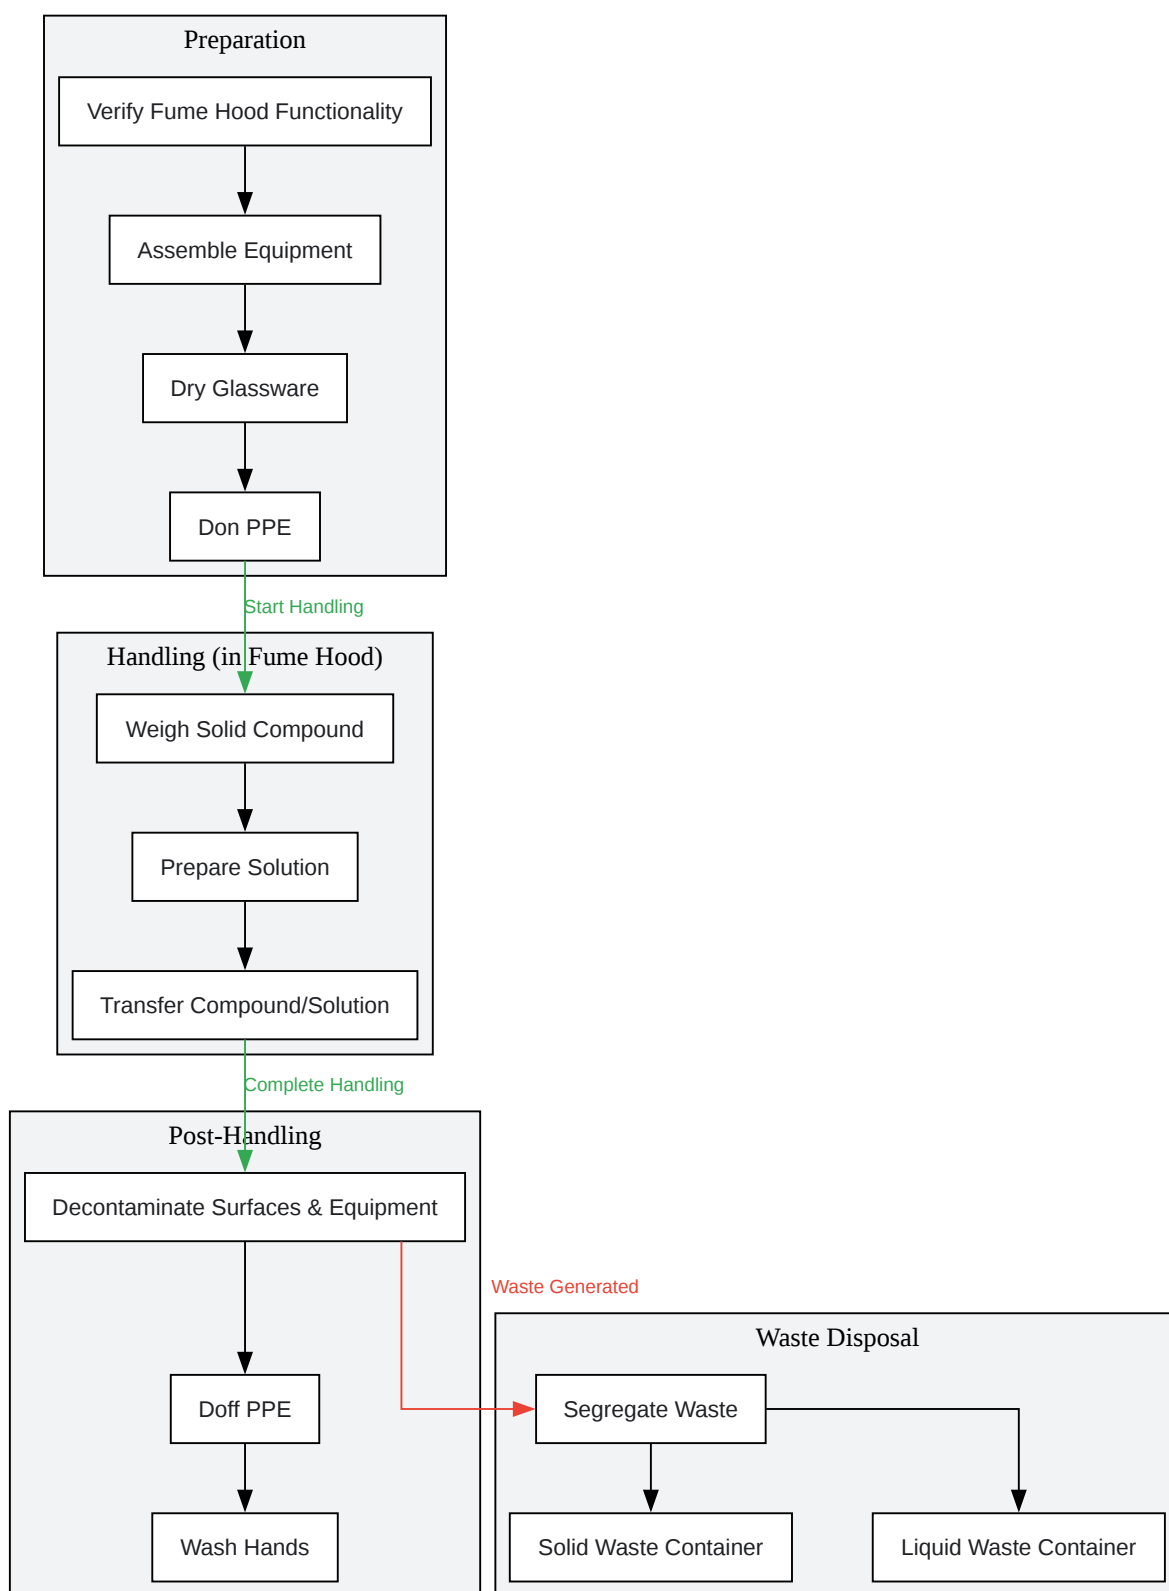 Preparation
Verify Fume Hood Functionality
Assemble Equipment
Dry Glassware
Don PPE
Start Handling
Handling (in Fume Hood)
Weigh Solid Compound
Prepare Solution
Transfer Compound/Solution
Complete Handling
Post-Handling
Decontaminate Surfaces & Equipment
Waste Generated
Waste Disposal
Doff PPE
Segregate Waste
Wash Hands
Solid Waste Container
Liquid Waste Container